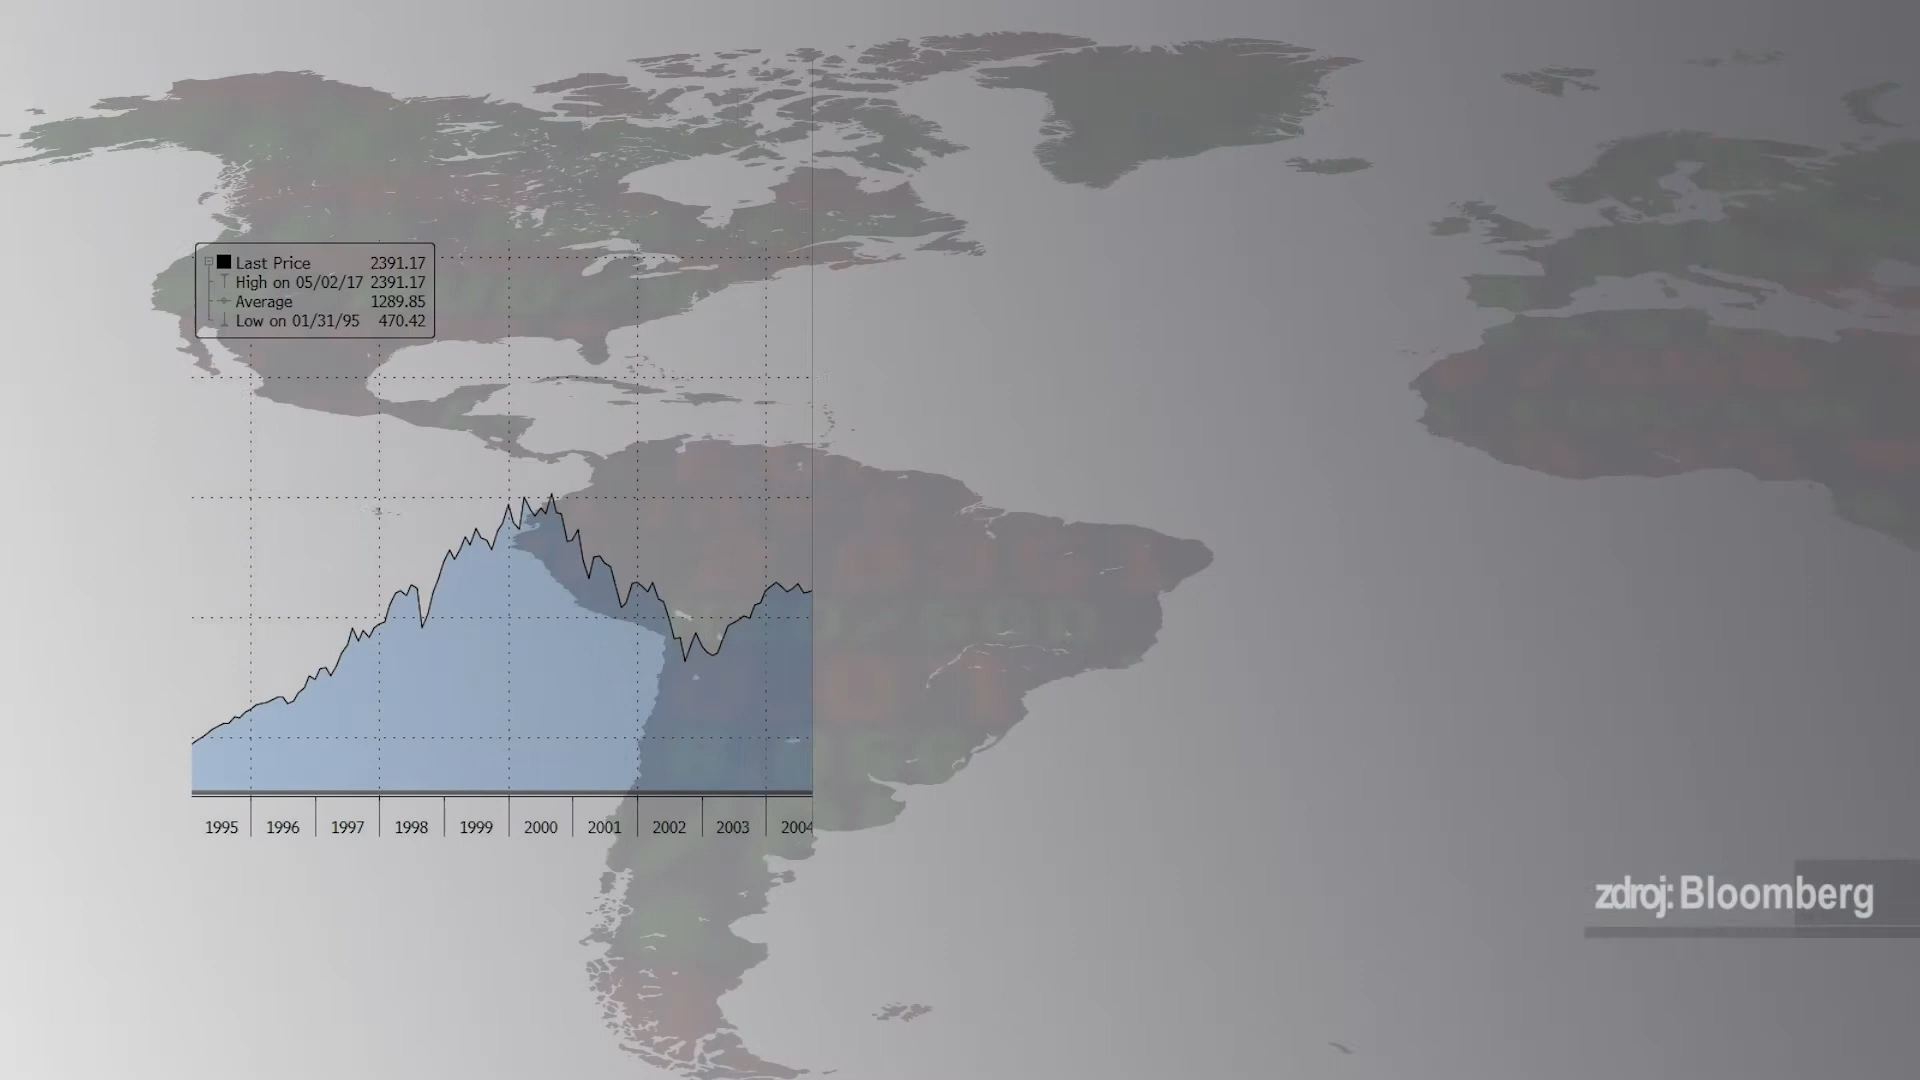 Last Price 2391.17
High on 05/02/17 2391.17
Average 1289.85
Low on 01/31/95 470.42
1995 1996 1997 1998 1999 2000 2001 2002 2003 2004
zdroj: Bloomberg